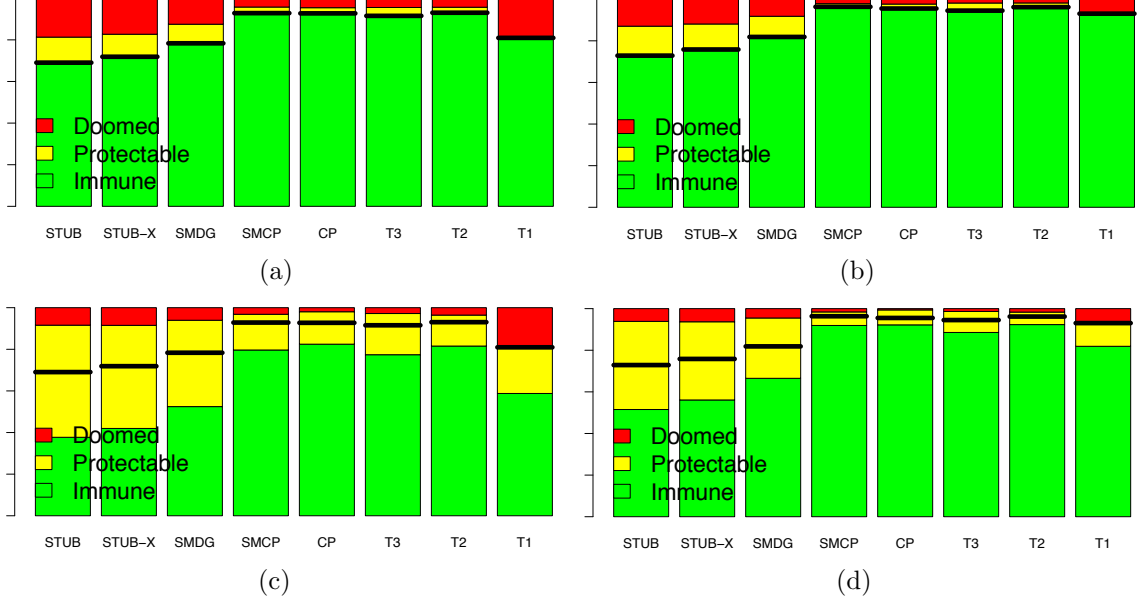 Doomed
Protectable
Immune
STUB STUB−X SMDG SMCP CP T3 T2 T1
(a)
Doomed
Protectable
Immune
STUB STUB−X SMDG SMCP CP T3 T2 T1
(b)
Doomed
Protectable
Immune
STUB STUB−X SMDG SMCP CP T3 T2 T1
(c)
Doomed
Protectable
Immune
STUB STUB−X SMDG SMCP CP T3 T2 T1
(d)